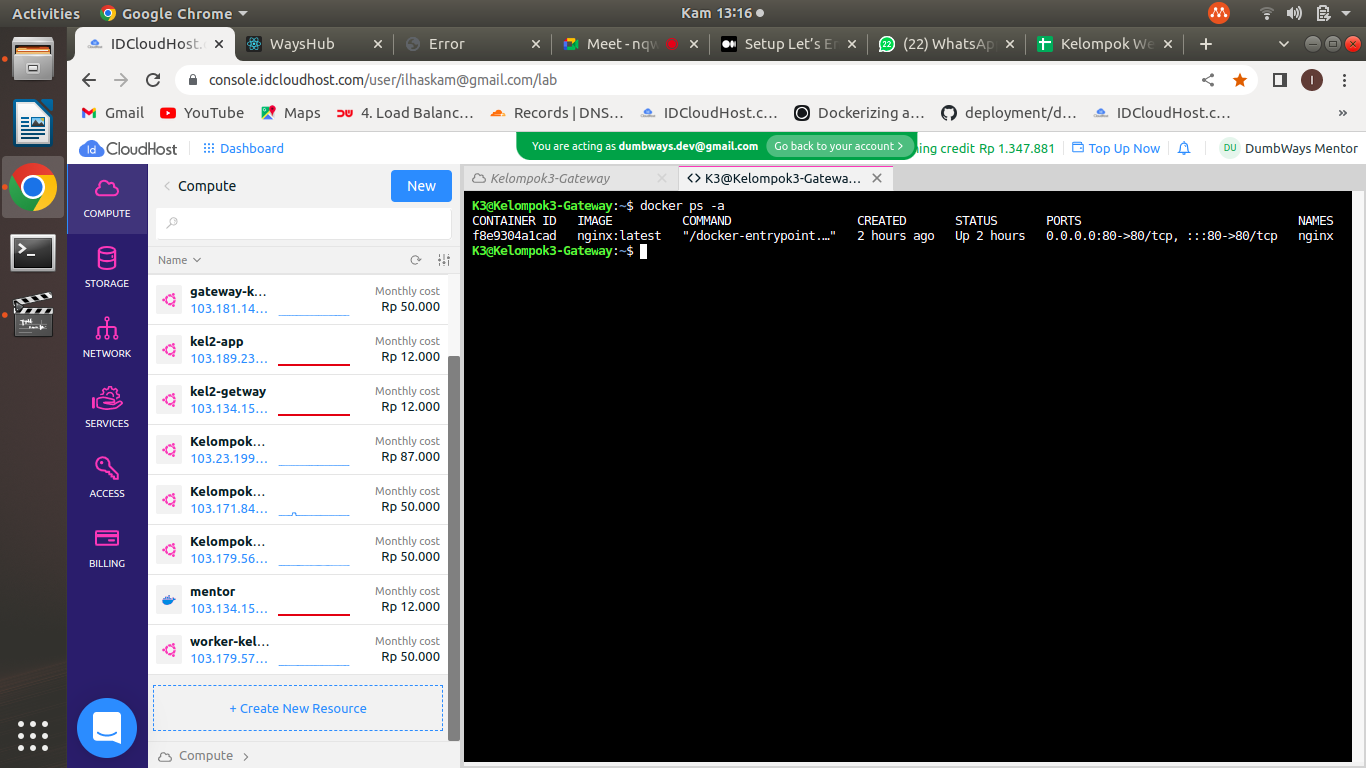 Activities Google Chrome Kam 13:16
IDCloudHost.c WaysHub Error Meet - nqw Setup Let's En (22) WhatsApp Kelompok We
console.idcloudhost.com/user/ilhaskam@gmail.com/lab I
Gmail YouTube Maps 4. Load Balanc... Records | DNS... IDCloudHost.c... Dockerizing a... deployment/d... IDCloudHost.c... »
Id CloudHost Dashboard You are acting as dumbways.dev@gmail.com Go back to your account > ning credit Rp 1.347.881 Top Up Now DU DumbWays Mentor
COMPUTE
STORAGE
NETWORK
SERVICES
ACCESS
BILLING
Compute New
Name
gateway-k... Monthly cost
103.181.14... Rp 50.000
kel2-app Monthly cost
103.189.23... Rp 12.000
kel2-getway Monthly cost
103.134.15... Rp 12.000
Kelompok... Monthly cost
103.23.199... Rp 87.000
Kelompok... Monthly cost
103.171.84... Rp 50.000
Kelompok... Monthly cost
103.179.56... Rp 50.000
mentor Monthly cost
103.134.15... Rp 12.000
worker-kel... Monthly cost
103.179.57... Rp 50.000
+ Create New Resource
Compute >
Kelompok3-Gateway K3@Kelompok3-Gatewa...
K3@Kelompok3-Gateway:~$ docker ps -a
CONTAINER ID IMAGE COMMAND CREATED STATUS PORTS NAMES
f8e9304a1cad nginx:latest "/docker-entrypoint.…" 2 hours ago Up 2 hours 0.0.0.0:80->80/tcp, :::80->80/tcp nginx
K3@Kelompok3-Gateway:~$